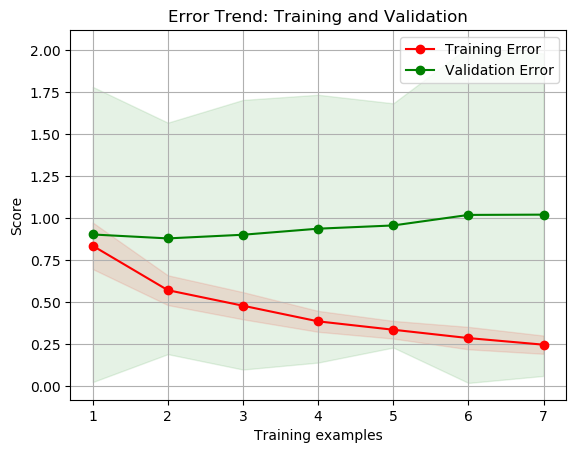 Error Trend: Training and Validation
Training Error
Validation Error
2.00
1.75
1.50
1.25
1.00
0.75
0.50
0.25
0.00
Score
1 2 3 4 5 6 7
Training examples